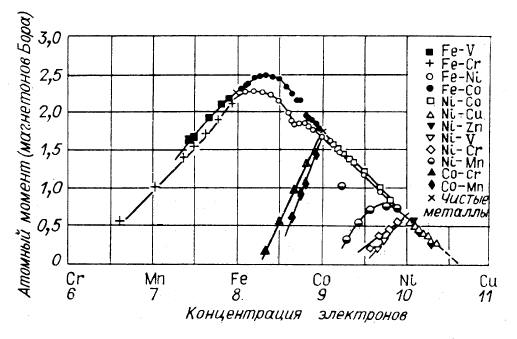 Атомный момент (магнетонов Бора)
3,0
2,5
2,0
1,5
1,0
0,5
0
Fe-V
Fe-Cr
Fe-Ni
Fe-Co
Ni-Co
Ni-Cu
Ni-Zn
Ni-V
Ni-Cr
Ni-Mn
Co-Cr
Co-Mn
Чистые
металлы
Cr Mn Fe Co Ni Cu
6 7 8 9 10 11
Концентрация электронов